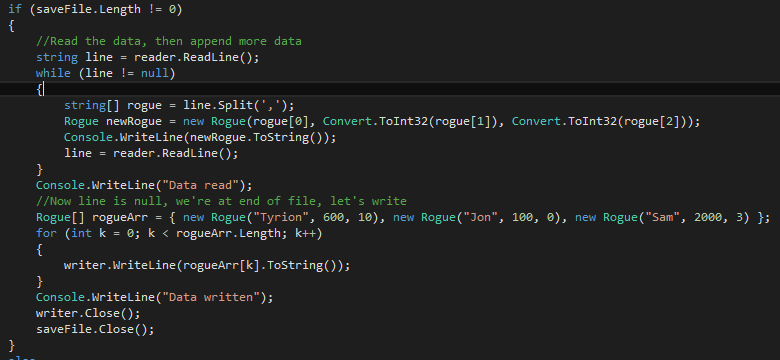 if (saveFile.Length != 0)
{
//Read the data, then append more data
string line = reader.ReadLine();
while (line != null)
{
string[] rogue = line.Split(',');
Rogue newRogue = new Rogue(rogue[0], Convert.ToInt32(rogue[1]), Convert.ToInt32(rogue[2]));
Console.WriteLine(newRogue.ToString());
line = reader.ReadLine();
}
Console.WriteLine("Data read");
//Now line is null, we're at end of file, let's write
Rogue[] rogueArr = { new Rogue("Tyrion", 600, 10), new Rogue("Jon", 100, 0), new Rogue("Sam", 2000, 3) };
for (int k = 0; k < rogueArr.Length; k++)
{
writer.WriteLine(rogueArr[k].ToString());
}
Console.WriteLine("Data written");
writer.Close();
saveFile.Close();
}